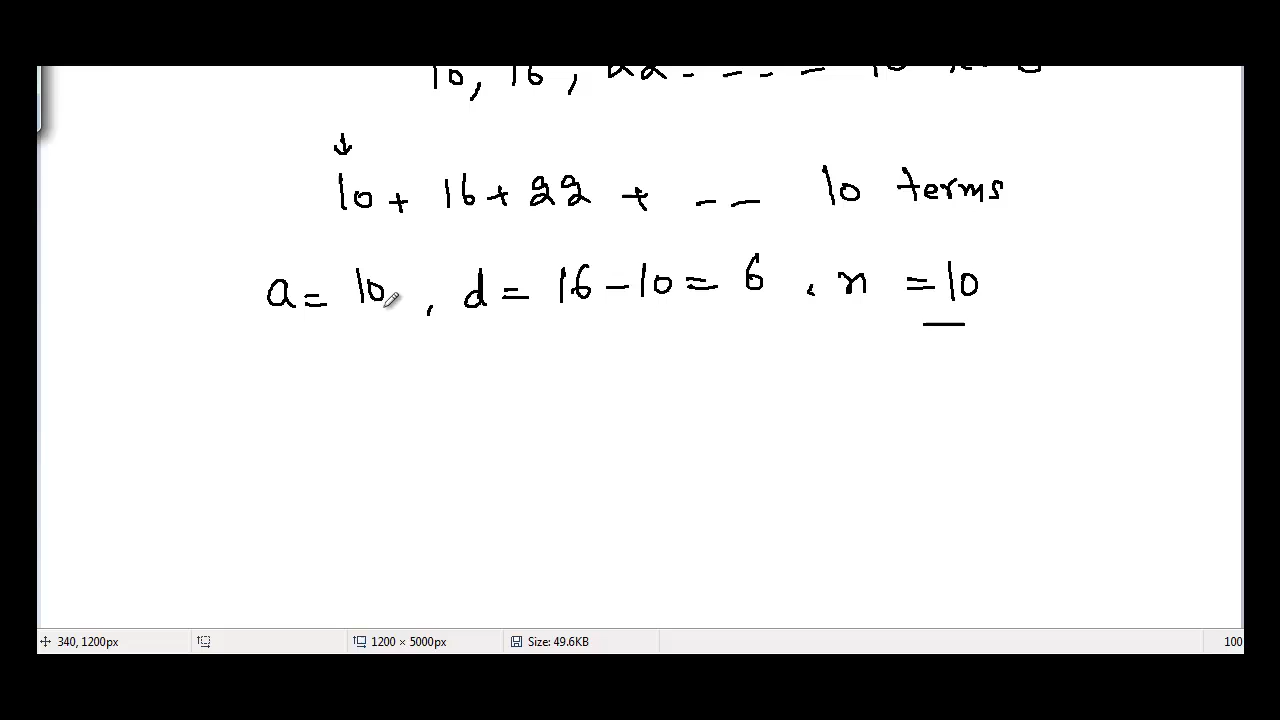 10, 16, 22 - - - = 10
↓
10 + 16 + 22 + - - 10 terms
a = 10, d = 16 - 10 = 6, n = 10
340, 1200px 1200 × 5000px Size: 49.6KB 100